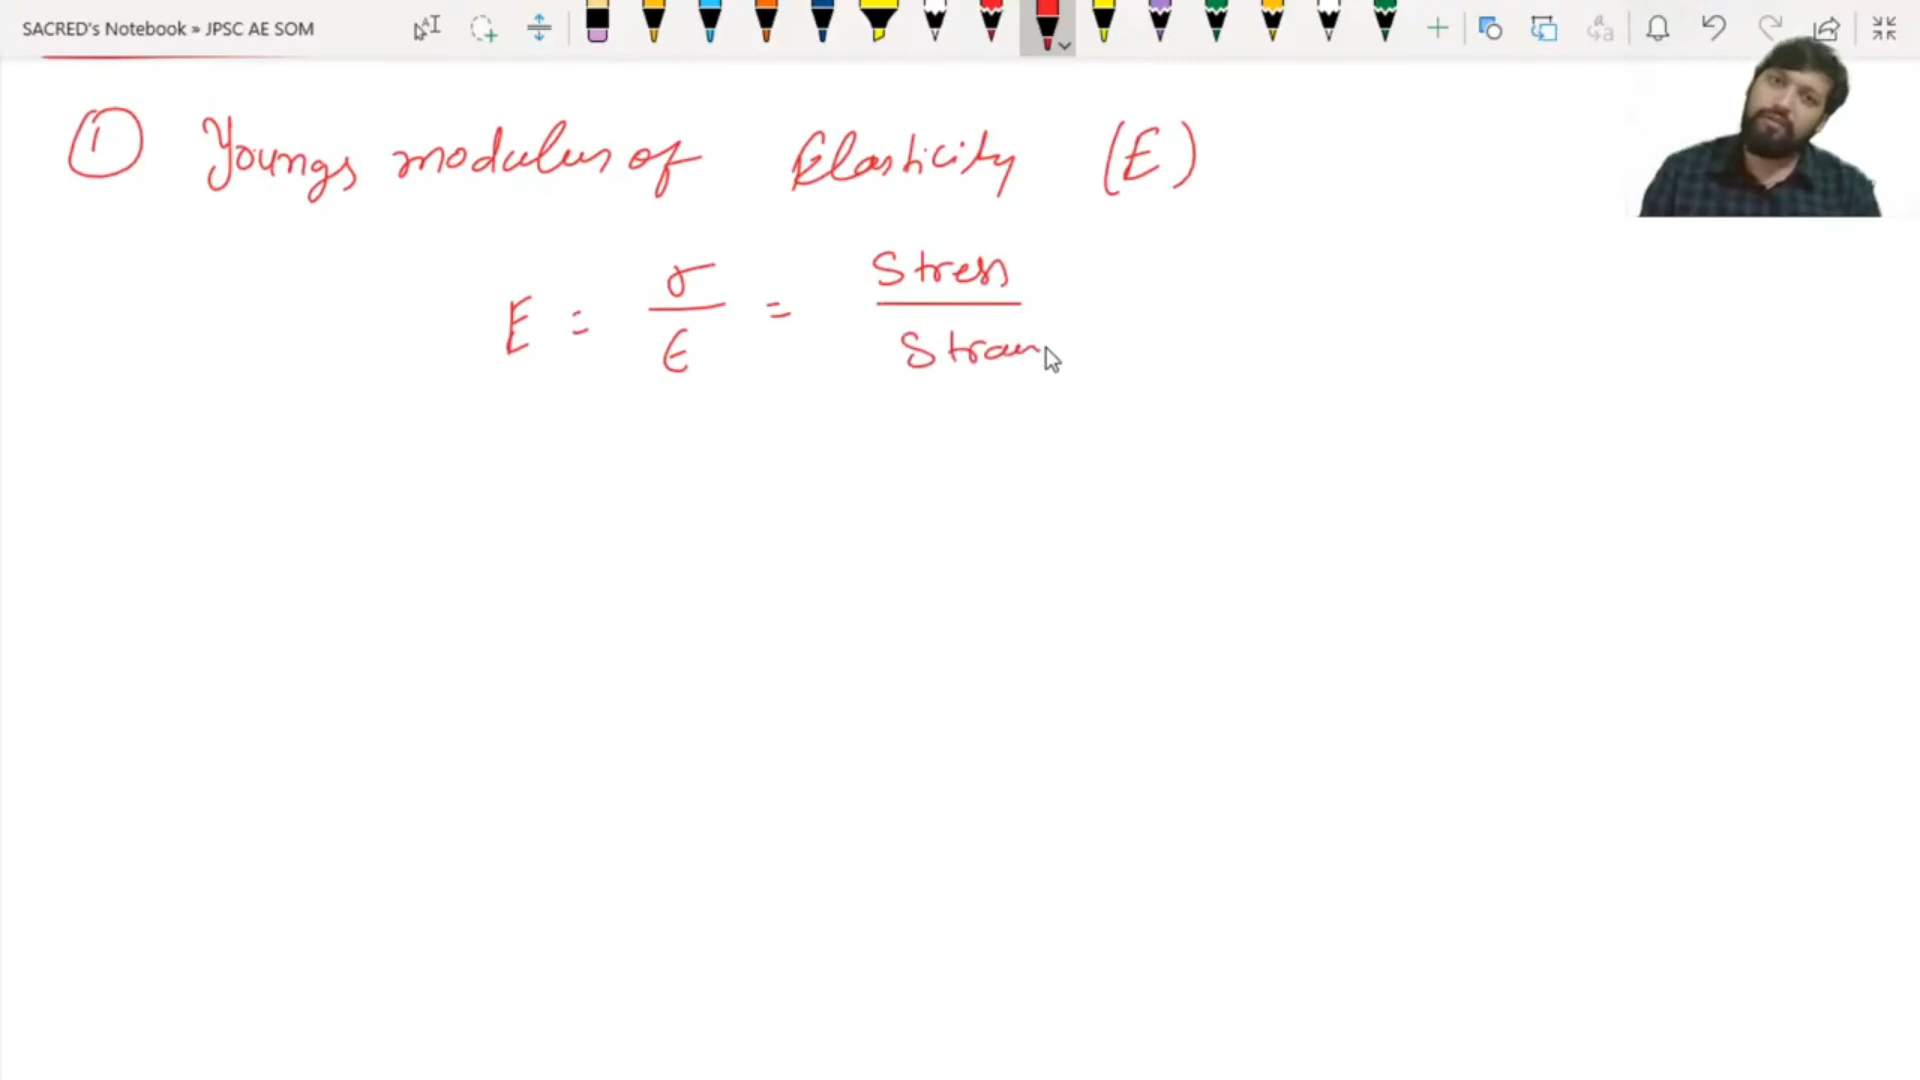 SACRED's Notebook » JPSC AE SOM
① Youngs modulus of Elasticity (E)
E = σ/ε = Stress/Strain